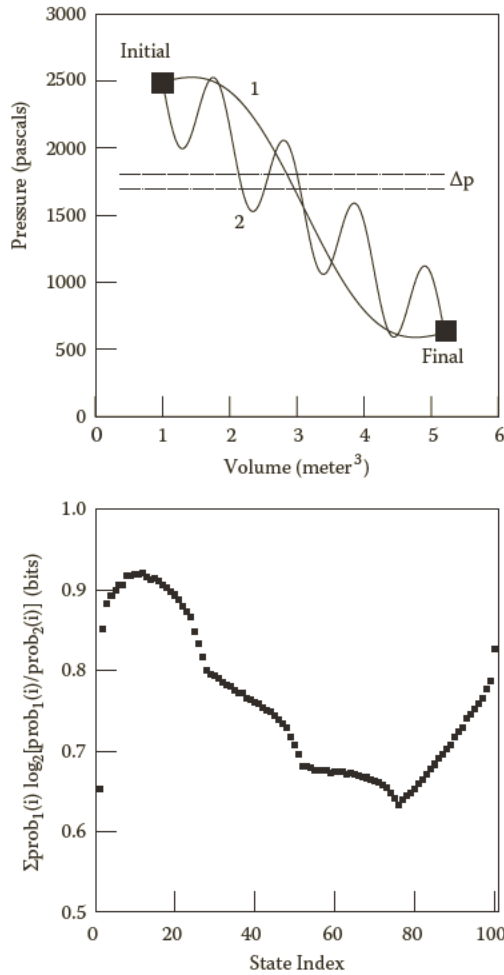 3000
Initial
2500
1
2000
Δp
1500
2
1000
500
Final
0
0 1 2 3 4 5 6
Pressure (pascals)
Volume (meter³)
1.0
0.9
0.8
0.7
0.6
0.5
0 20 40 60 80 100
Σprob₁(i) log₂[prob₁(i)/prob₂(i)] (bits)
State Index